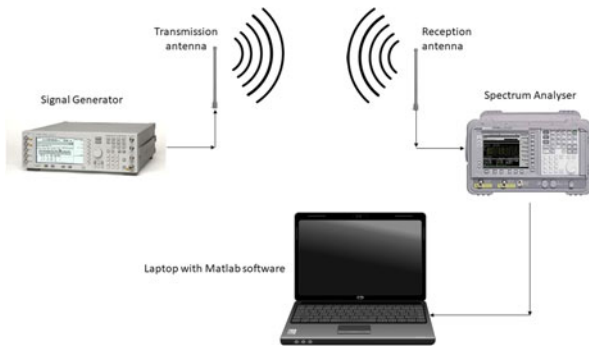 Transmission
antenna
Reception
antenna
Signal Generator
Spectrum Analyser
Laptop with Matlab software